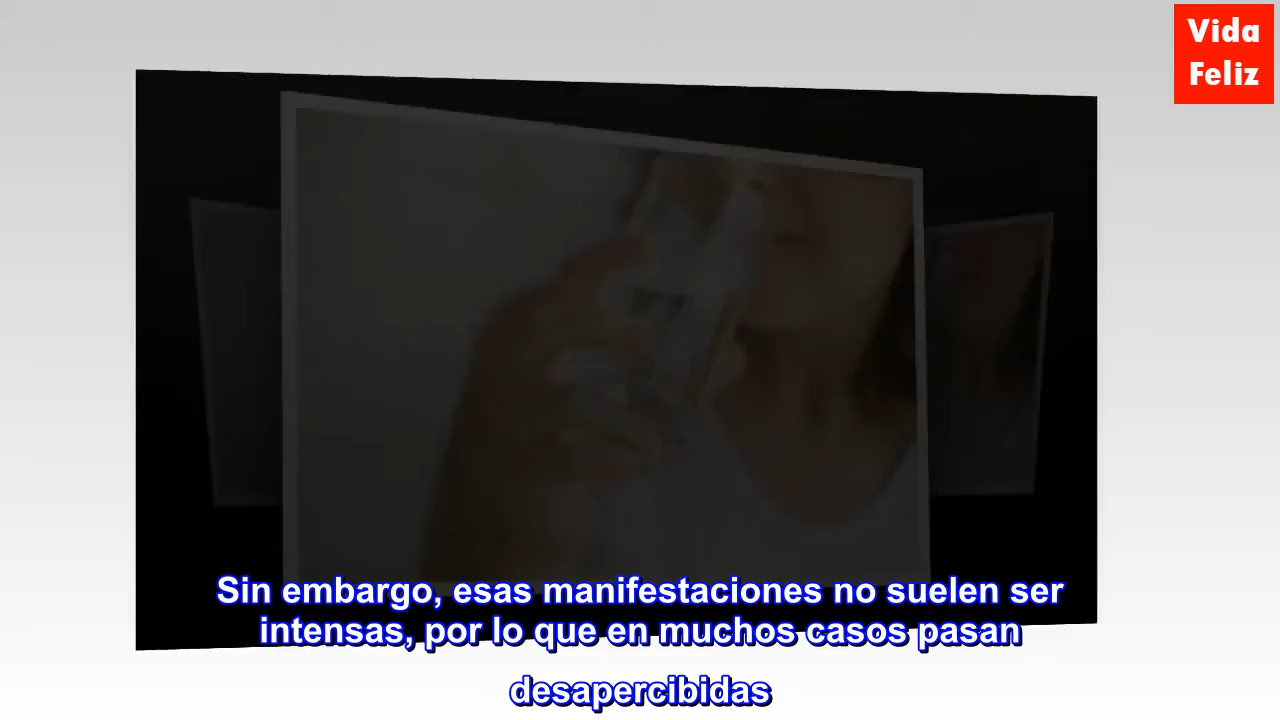 Vida
Feliz
Sin embargo, esas manifestaciones no suelen ser
intensas, por lo que en muchos casos pasan
desapercibidas